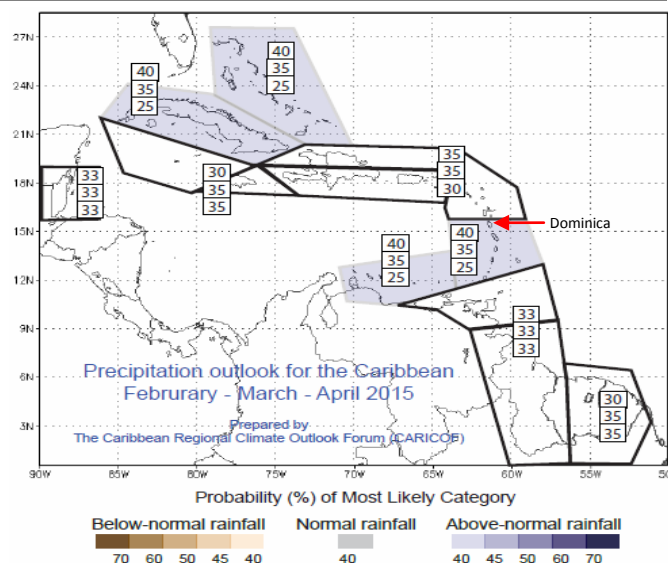 27N
24N
21N
18N
15N
12N
9N
6N
3N
40
35
25
40
35
25
33
33
33
30
35
35
35
35
30
Dominica
40
35
25
40
35
25
33
33
33
30
35
35
Precipitation outlook for the Caribbean
Februrary - March - April 2015
Prepared by
The Caribbean Regional Climate Outlook Forum (CARICOF)
90W 85W 80W 75W 70W 65W 60W 55W
Probability (%) of Most Likely Category
Below-normal rainfall Normal rainfall Above-normal rainfall
70 60 50 45 40 40 40 45 50 60 70